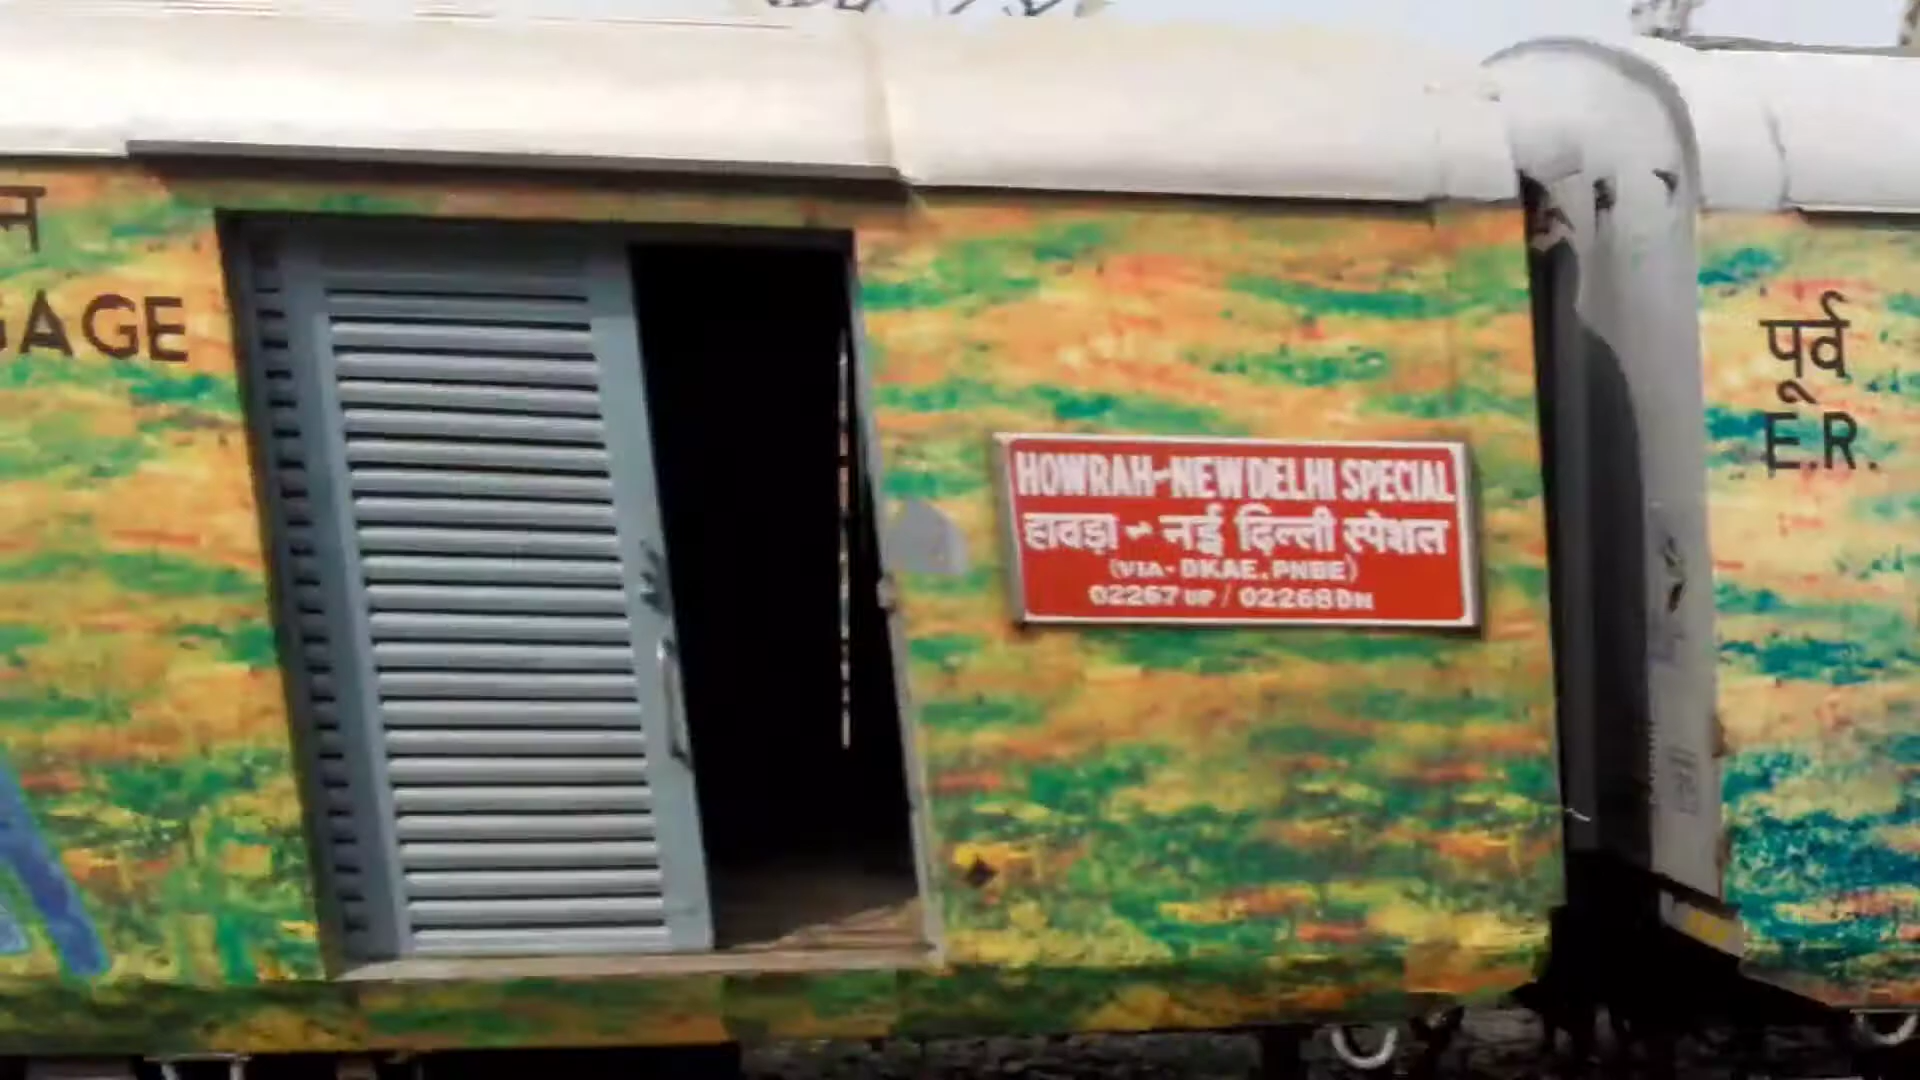 GAGE
HOWRAH-NEW DELHI SPECIAL
हावड़ा - नई दिल्ली स्पेशल
(VIA- DKAE. PNBE)
02267 UP / 02268 DN
पूर्व
E.R.